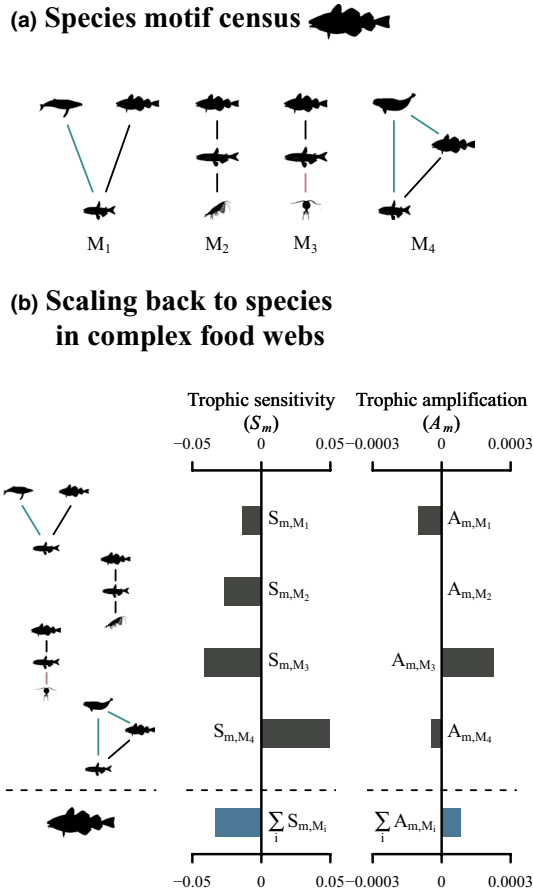 (a) Species motif census
M₁ M₂ M₃ M₄
(b) Scaling back to species
in complex food webs
Trophic sensitivity Trophic amplification
(Sₘ) (Aₘ)
−0.05 0 0.05 −0.0003 0 0.0003
Sm,M₁ Am,M₁
Sm,M₂ Am,M₂
Sm,M₃ Am,M₃
Sm,M₄ Am,M₄
∑ Sm,Mi ∑ Am,Mi
i i
−0.05 0 0.05 −0.0003 0 0.0003